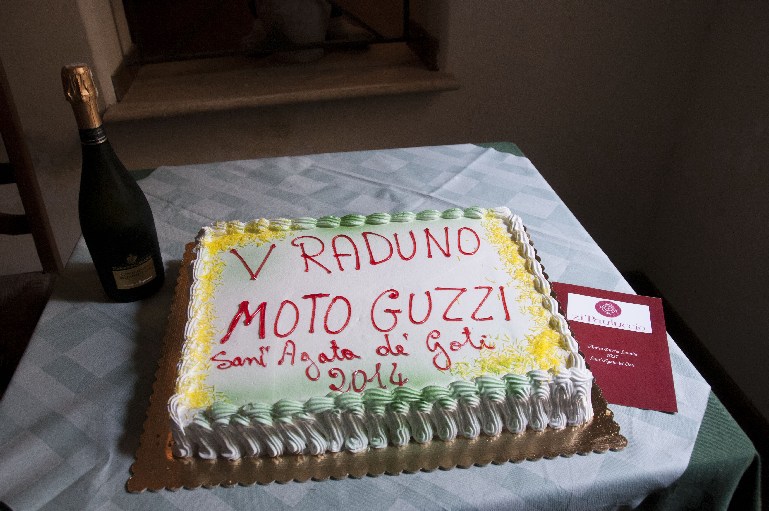 V RADUNO
MOTO GUZZI
Sant'Agata de' Goti
2014